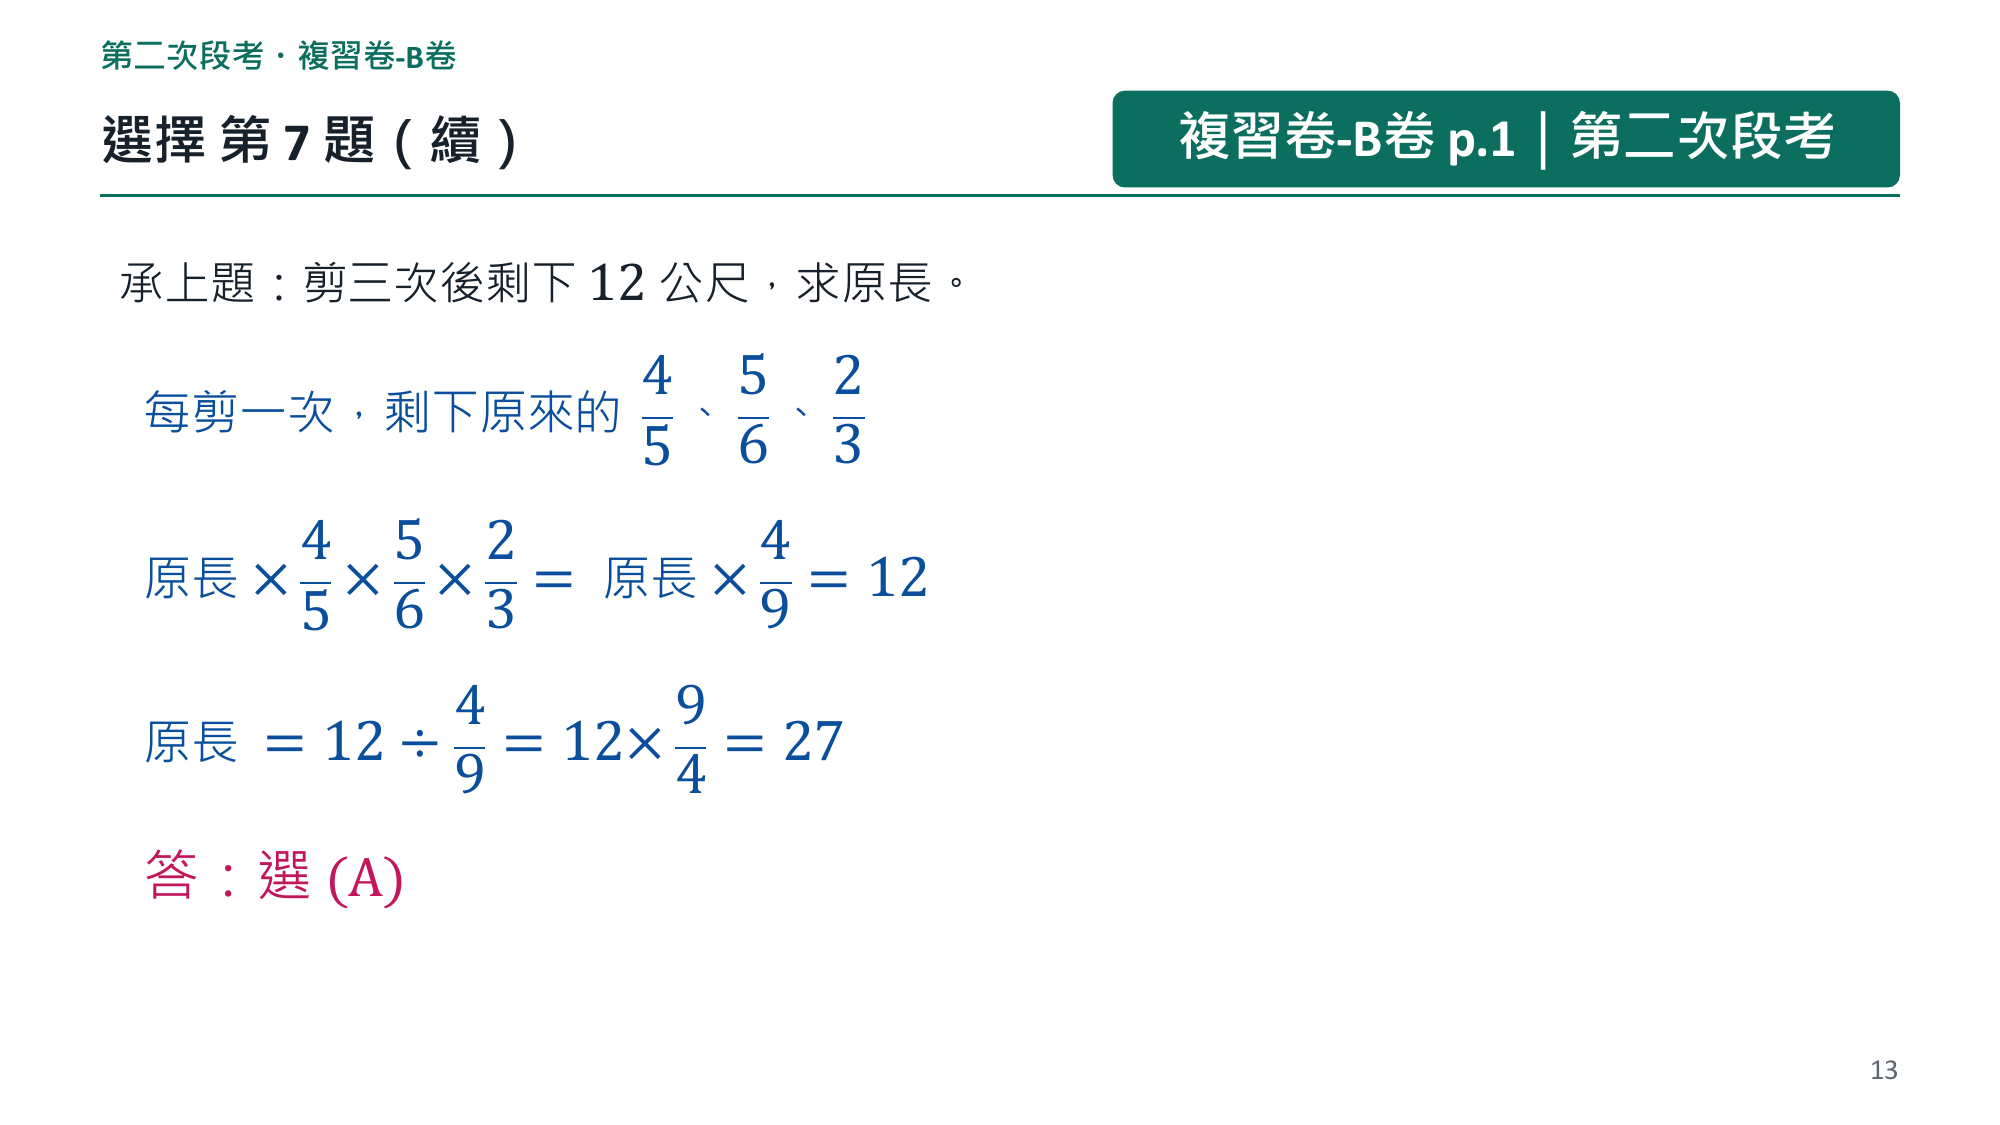 第二次段考・複習卷-B卷
選擇 第 7 題（續）
複習卷-B卷 p.1｜第二次段考
承上題：剪三次後剩下 12 公尺，求原長。
每剪一次，剩下原來的 4/5、5/6、2/3
原長 × 4/5 × 5/6 × 2/3 = 原長 × 4/9 = 12
原長 = 12 ÷ 4/9 = 12 × 9/4 = 27
答：選 (A)
13